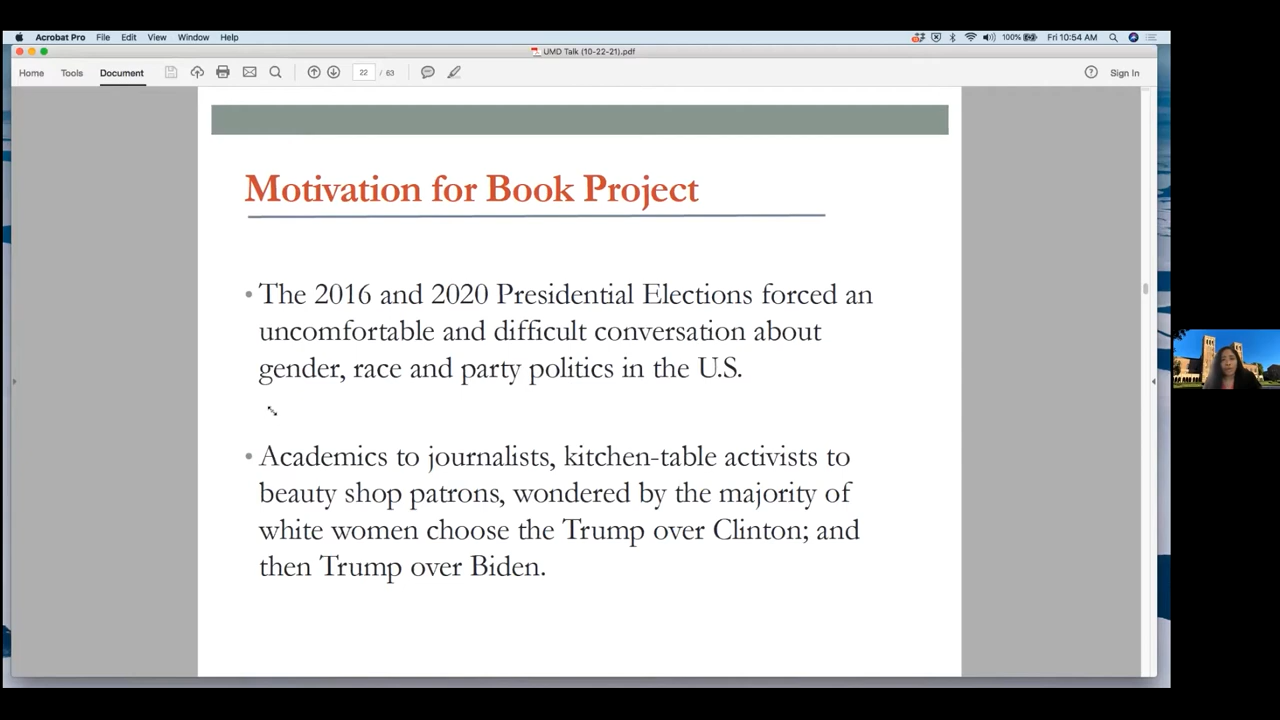 Acrobat Pro File Edit View Window Help 100% Fri 10:54 AM
UMD Talk (10-22-21).pdf
Home Tools Document 22 / 63 Sign In
Motivation for Book Project
• The 2016 and 2020 Presidential Elections forced an
uncomfortable and difficult conversation about
gender, race and party politics in the U.S.
• Academics to journalists, kitchen-table activists to
beauty shop patrons, wondered by the majority of
white women choose the Trump over Clinton; and
then Trump over Biden.